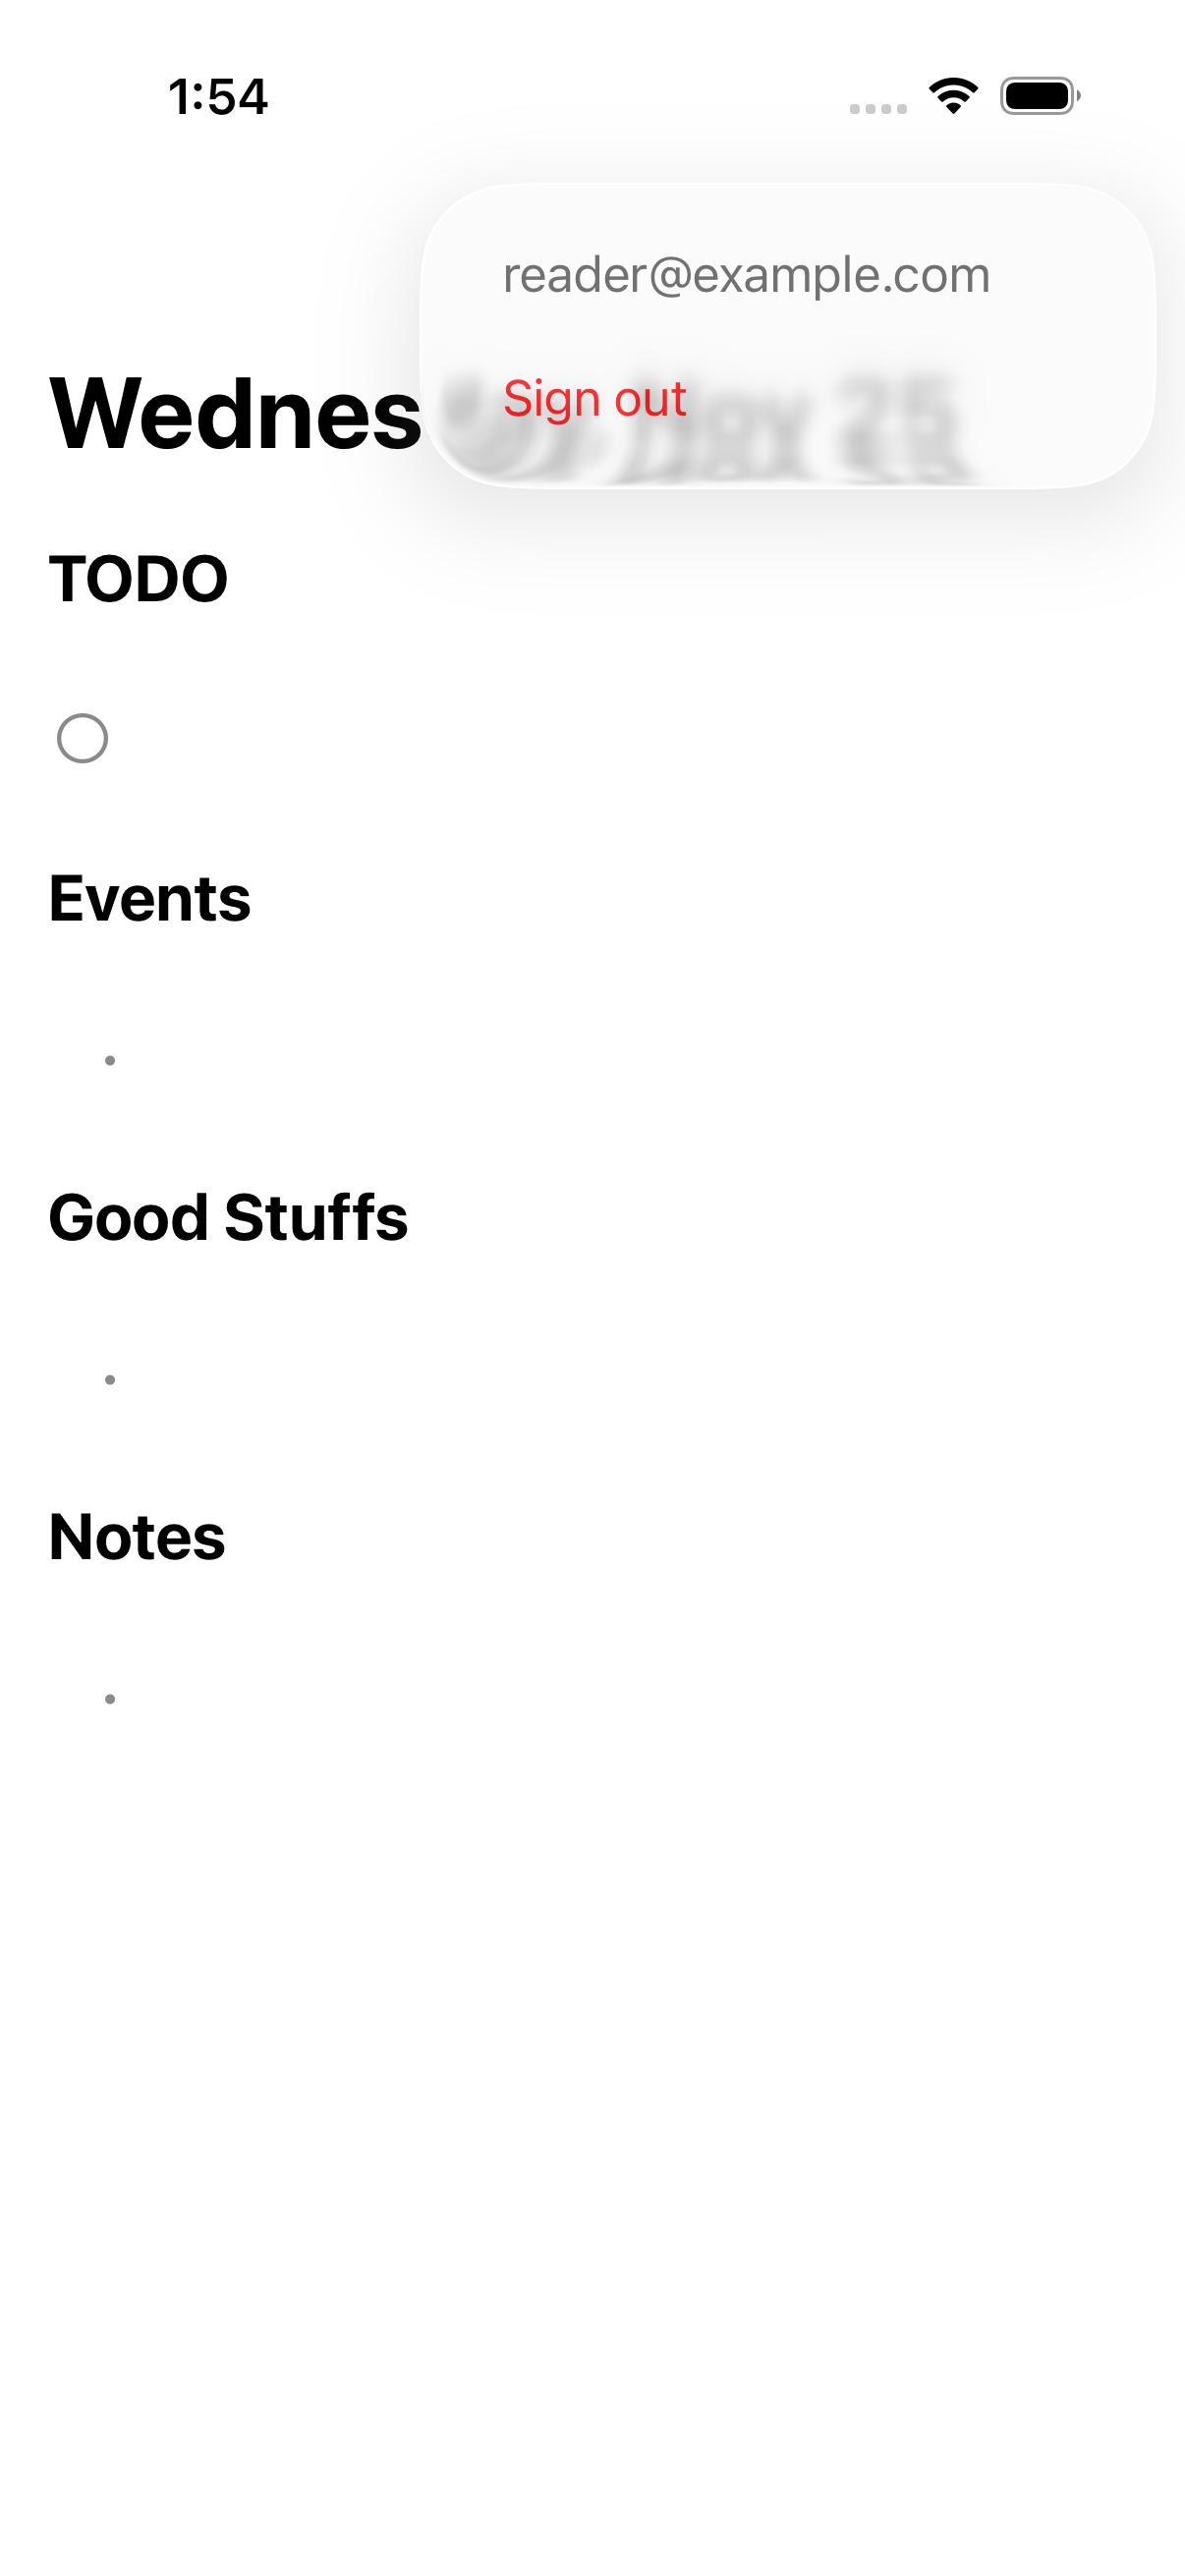 1:54
reader@example.com
Sign out
Wednes
TODO
Events
•
Good Stuffs
•
Notes
•